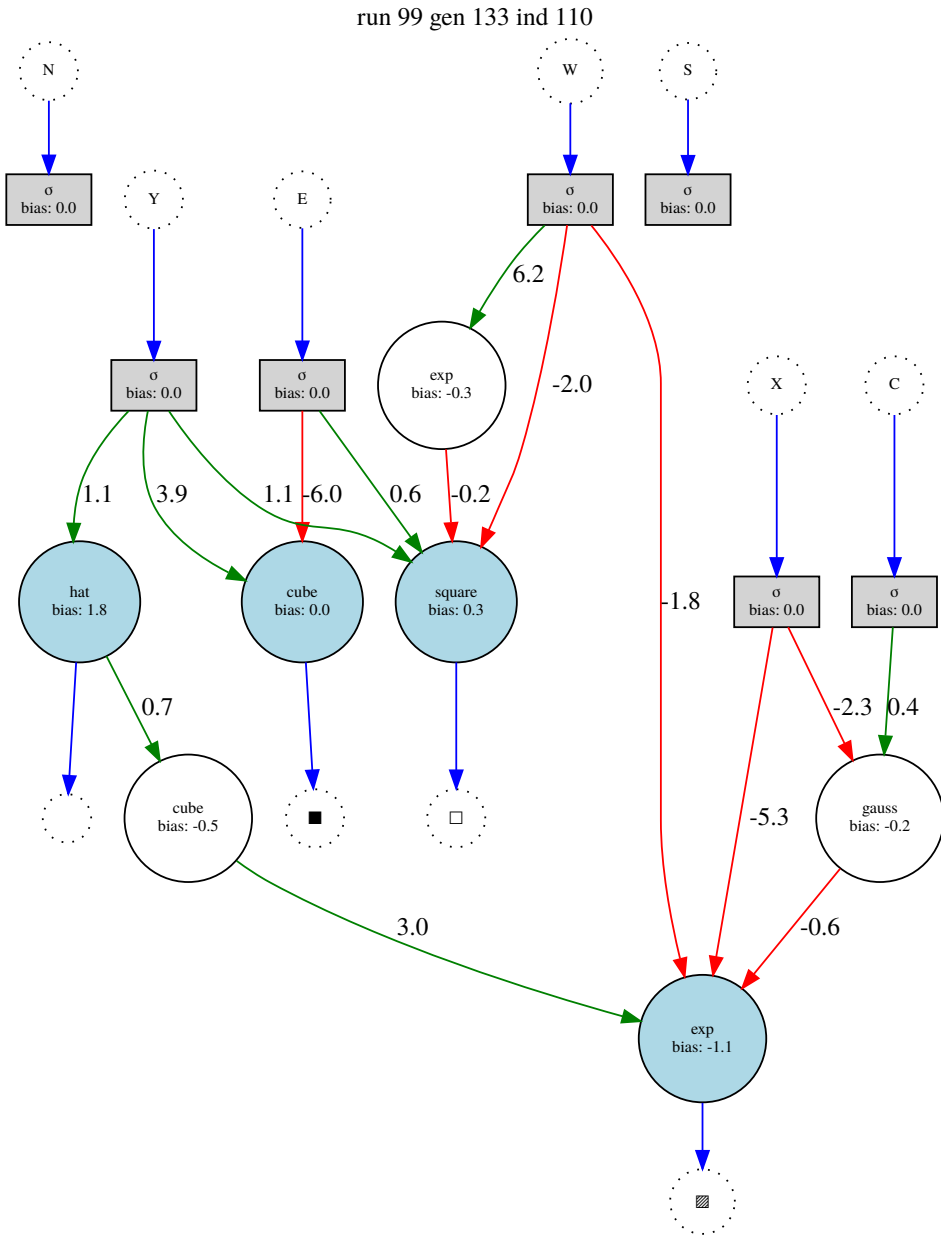 run 99 gen 133 ind 110
N
W
S
σ
bias: 0.0
Y
E
σ
bias: 0.0
σ
bias: 0.0
6.2
σ
bias: 0.0
σ
bias: 0.0
exp
bias: -0.3
-2.0
X
C
1.1
3.9
1.1
-6.0
0.6
-0.2
hat
bias: 1.8
cube
bias: 0.0
square
bias: 0.3
-1.8
σ
bias: 0.0
σ
bias: 0.0
0.7
-2.3
0.4
cube
bias: -0.5
■
□
-5.3
gauss
bias: -0.2
3.0
-0.6
exp
bias: -1.1
▨